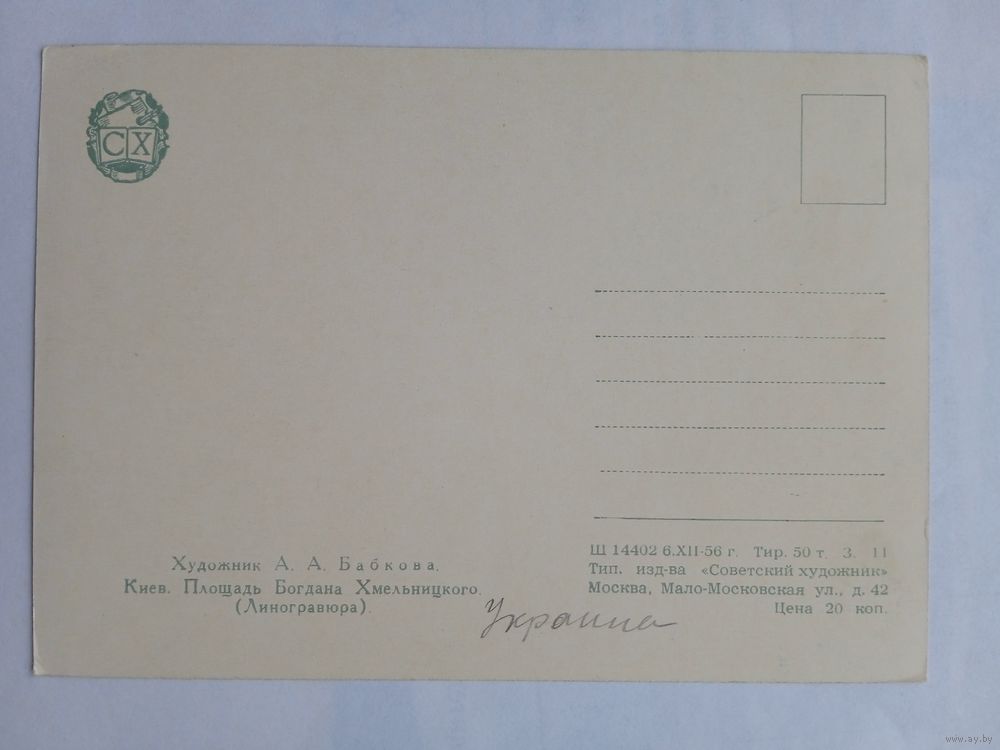 СХ
Художник А. А. Бабкова.
Киев. Площадь Богдана Хмельницкого.
(Линогравюра).
Украина
Ш 14402 6.XII-56 г. Тир. 50 т. З. 11
Тип. изд-ва «Советский художник»
Москва, Мало-Московская ул., д. 42
Цена 20 коп.
www.ay.by